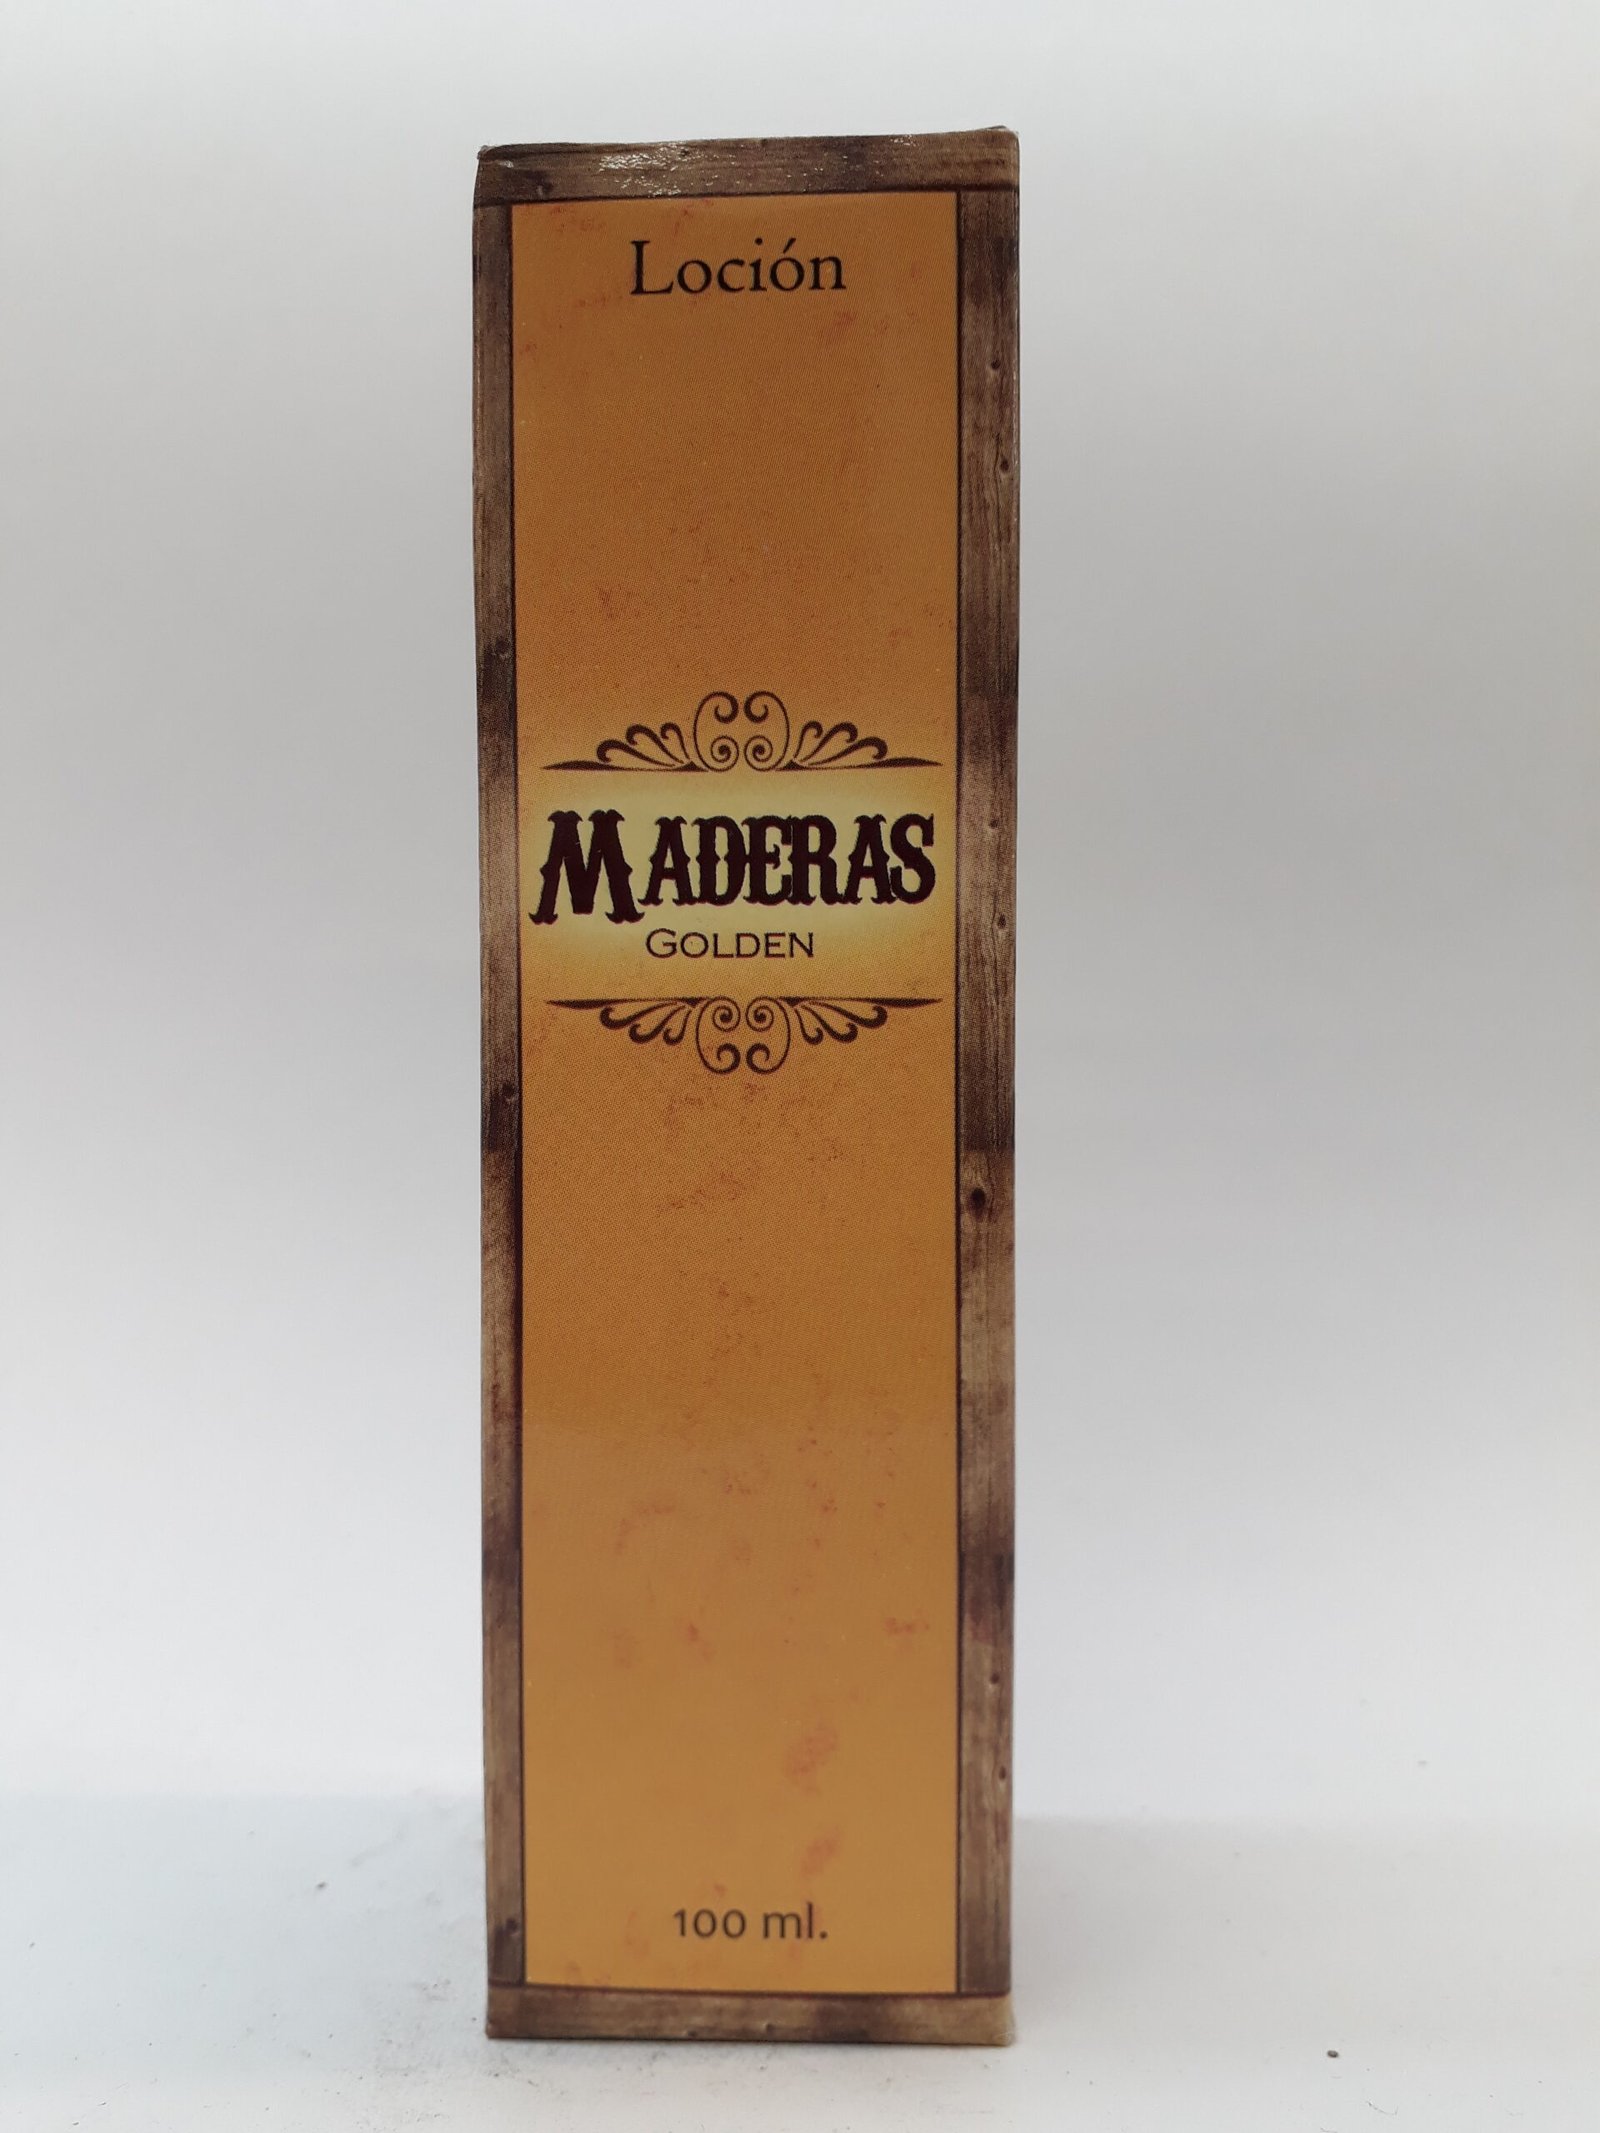 Loción
MADERAS
GOLDEN
100 ml.